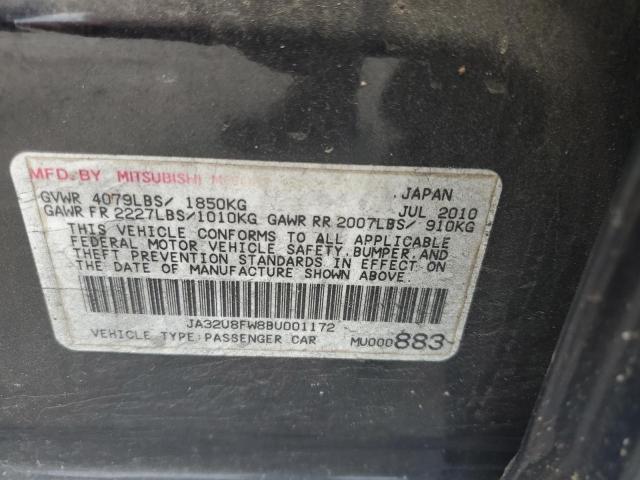 MFD.BY MITSUBISHI
JAPAN
GVWR 4079LBS/ 1850KG JUL 2010
GAWR FR 2227LBS/1010KG GAWR RR 2007LBS/ 910KG
THIS VEHICLE CONFORMS TO ALL APPLICABLE
FEDERAL MOTOR VEHICLE SAFETY,BUMPER,AND
THEFT PREVENTION STANDARDS IN EFFECT ON
THE DATE OF MANUFACTURE SHOWN ABOVE.
JA32U8FW8BU001172
VEHICLE TYPE:PASSENGER CAR MU000883